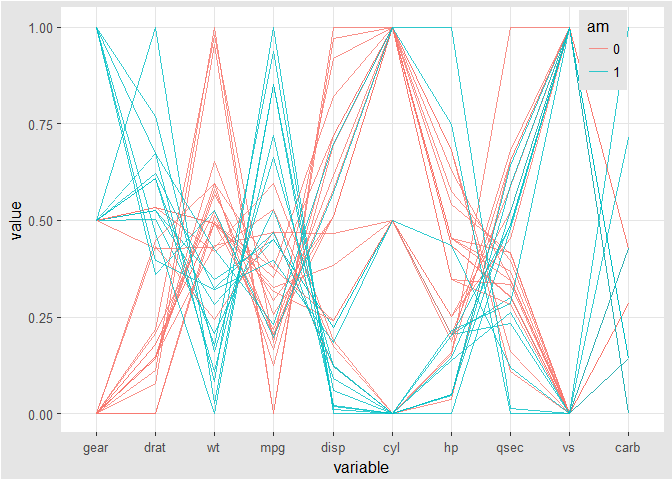 am
0
1
1.00
0.75
0.50
0.25
0.00
value
gear drat wt mpg disp cyl hp qsec vs carb
variable